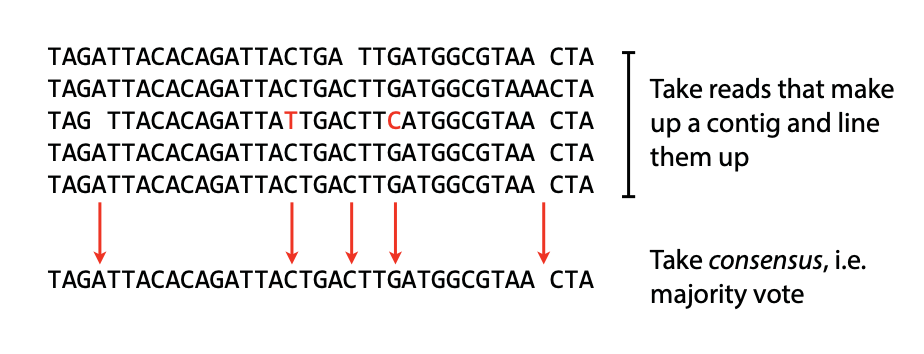 TAGATTACACAGATTACTGA TTGATGGCGTAA CTA
TAGATTACACAGATTACTGACTTGATGGCGTAAACTA
TAG TTACACAGATTATTGACTTCATGGCGTAA CTA
TAGATTACACAGATTACTGACTTGATGGCGTAA CTA
TAGATTACACAGATTACTGACTTGATGGCGTAA CTA
Take reads that make
up a contig and line
them up
TAGATTACACAGATTACTGACTTGATGGCGTAA CTA
Take consensus, i.e.
majority vote